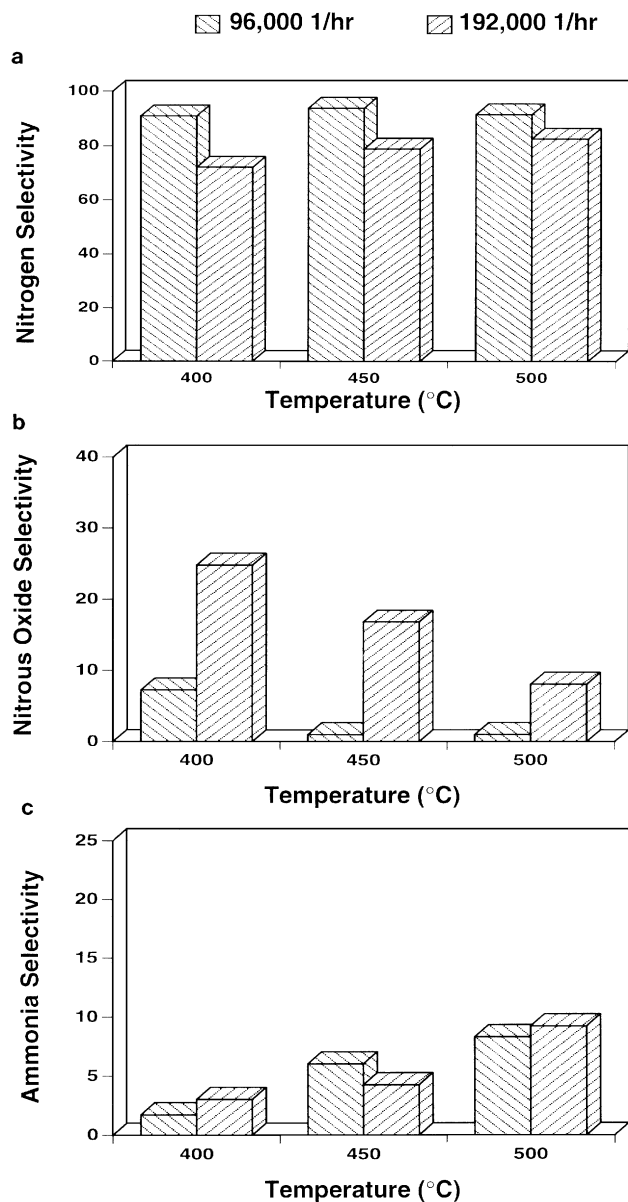 96,000 1/hr 192,000 1/hr
a
Nitrogen Selectivity
100
80
60
40
20
0
400 450 500
Temperature (°C)
b
Nitrous Oxide Selectivity
40
30
20
10
0
400 450 500
Temperature (°C)
c
Ammonia Selectivity
25
20
15
10
5
0
400 450 500
Temperature (°C)